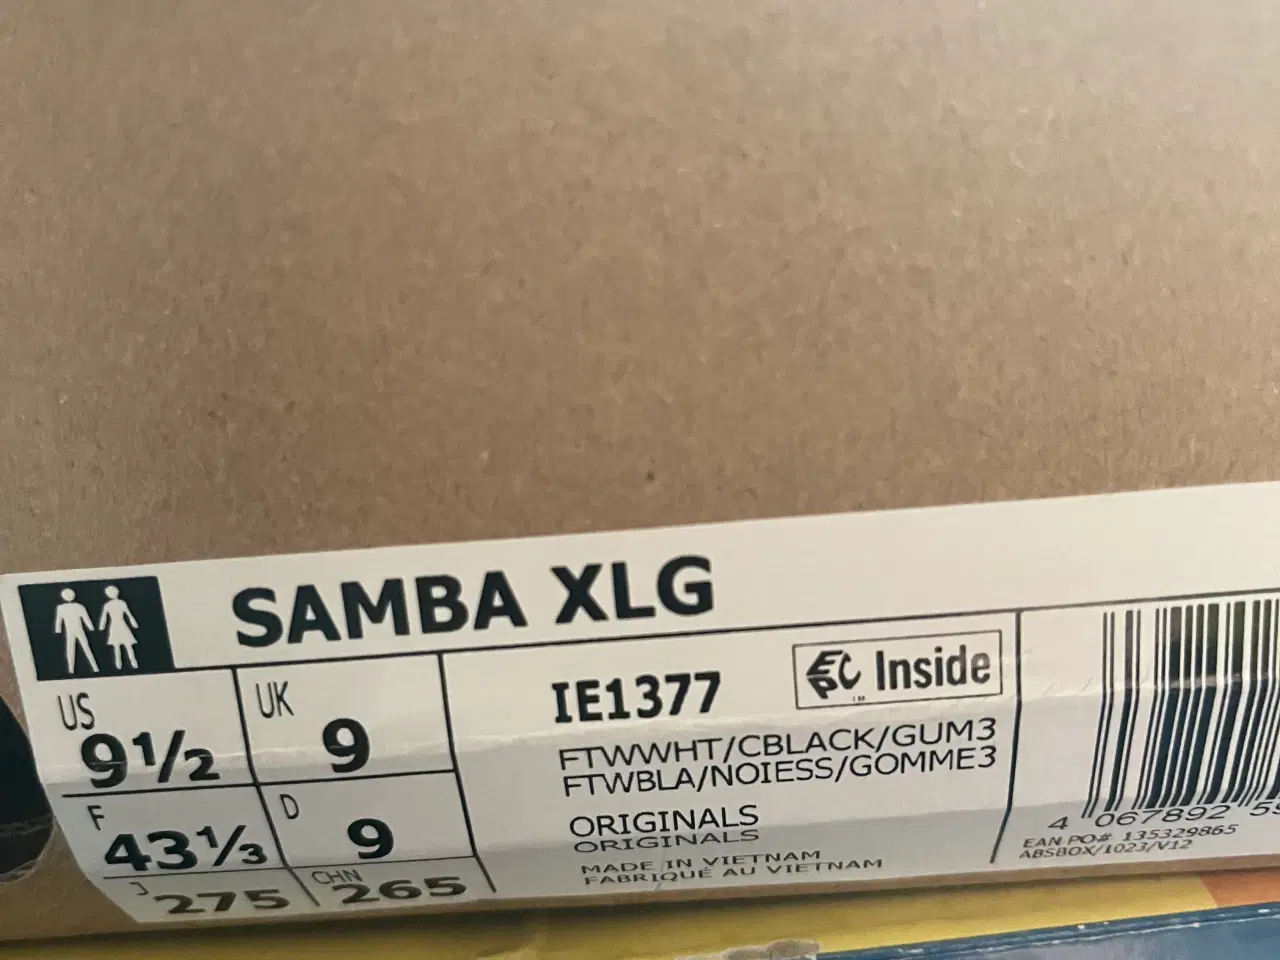 SAMBA XLG
US
9½
UK
9
F
43⅓
D
9
J
275
CHN
265
IE1377
EPC Inside
FTWWHT/CBLACK/GUM3
FTWBLA/NOIESS/GOMME3
ORIGINALS
ORIGINALS
MADE IN VIETNAM
FABRIQUÉ AU VIETNAM
4 067892
EAN PO# 135329865
ABSBOX/1023/V12